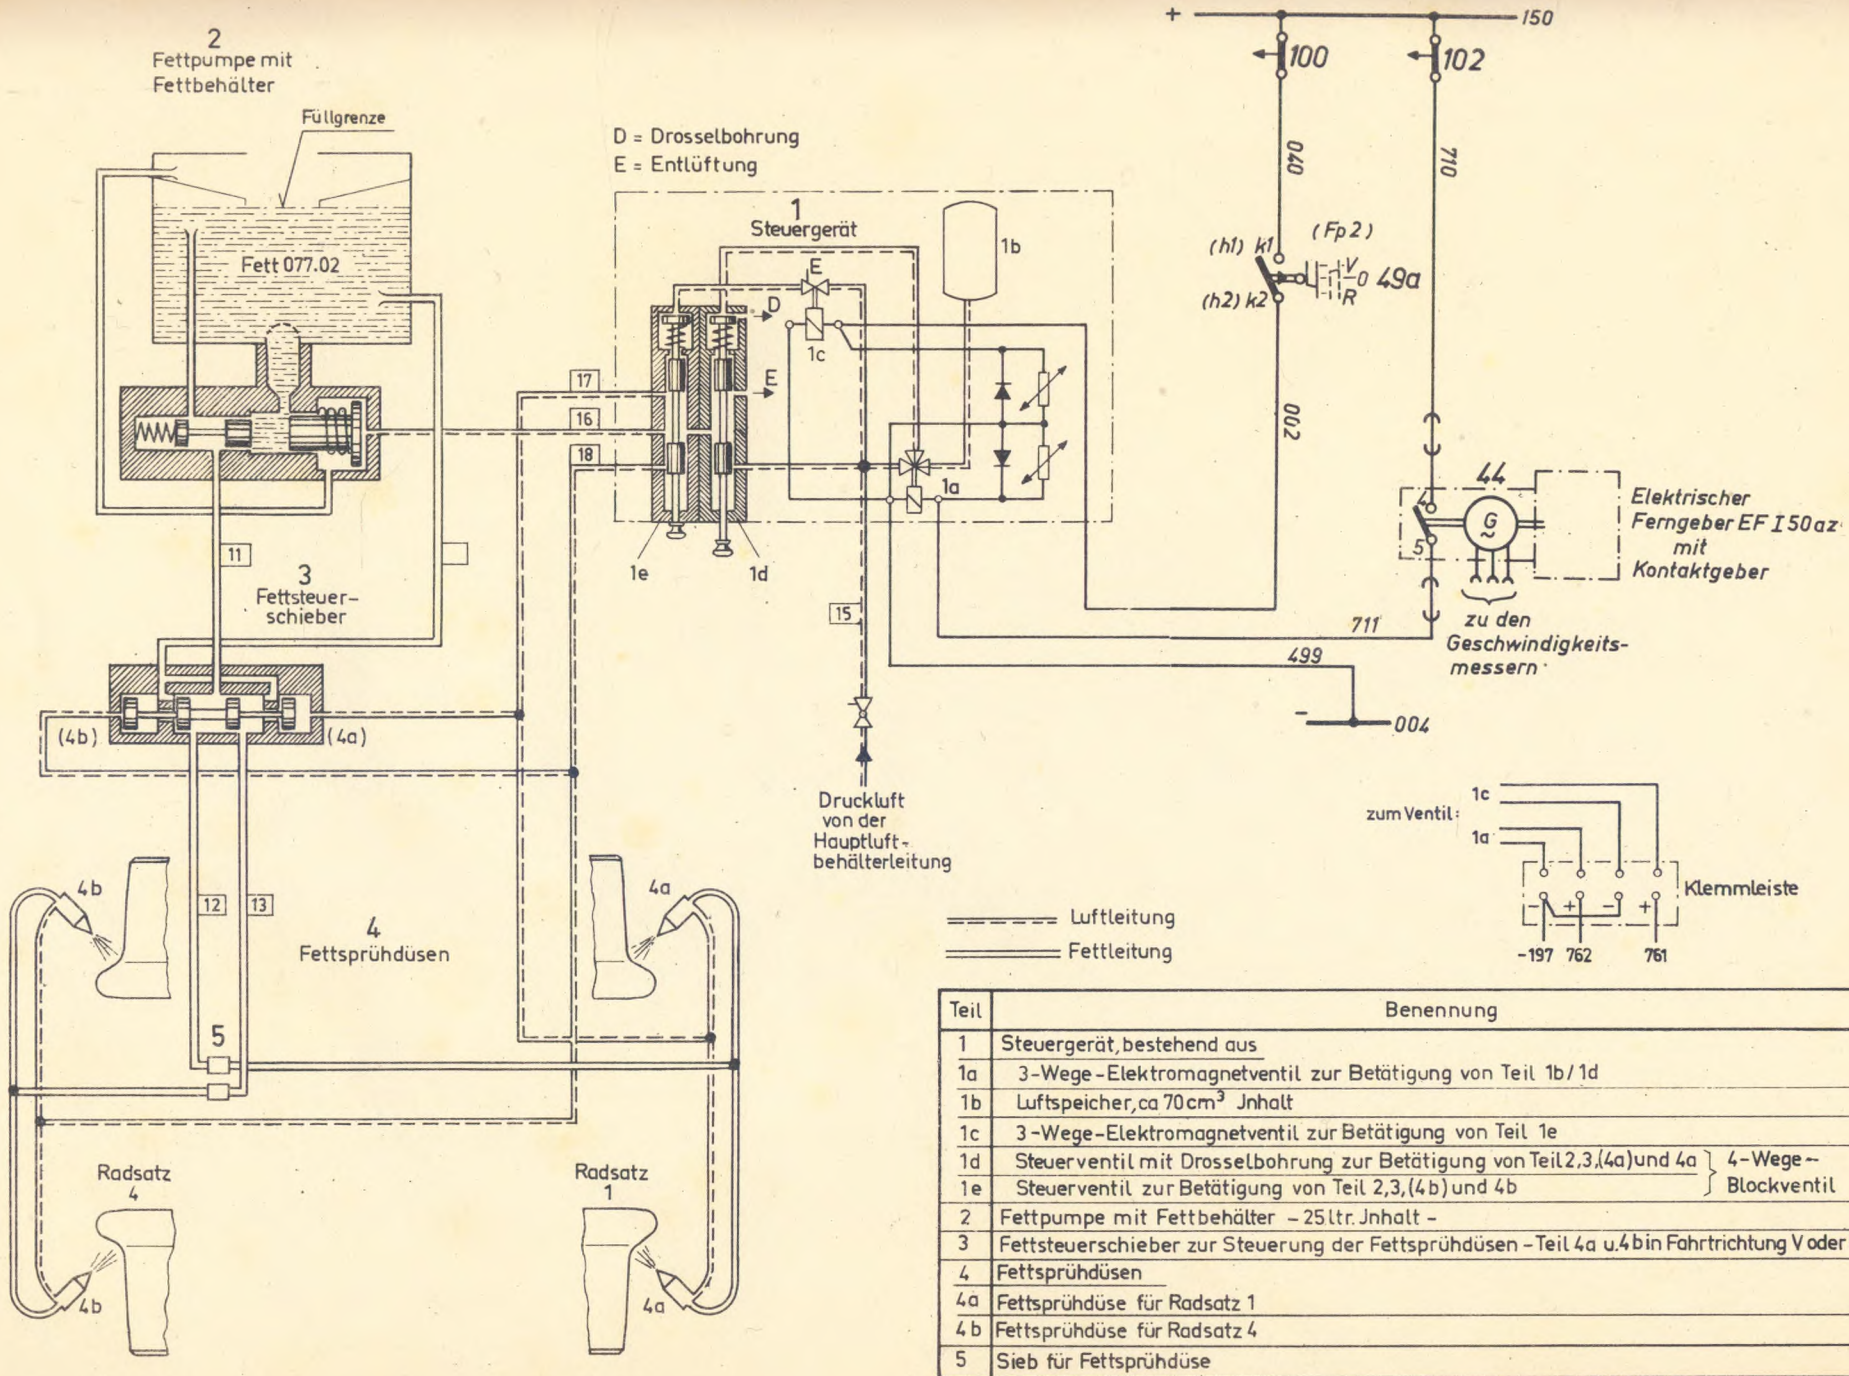 2
Fettpumpe mit
Fettbehälter
Füllgrenze
Fett 077.02
D = Drosselbohrung
E = Entlüftung
1
Steuergerät
1b
E
D
1c
E
17
16
18
1a
1e
1d
15
11
3
Fettsteuer-
schieber
(4b)
(4a)
Druckluft
von der
Hauptluft-
behälterleitung
+
150
100
102
040
710
(h1) k1
(Fp2)
V
0
R
49a
(h2) k2
002
44
4
G
~
5
Elektrischer
Ferngeber EF I 50 az
mit
Kontaktgeber
zu den
Geschwindigkeits-
messern
711
499
-
004
4b
12
13
4
Fettsprühdüsen
4a
5
Radsatz
4
Radsatz
1
4b
4a
zum Ventil:
1c
1a
Klemmleiste
- + - +
-197 762 761
Luftleitung
Fettleitung
Teil Benennung
1 Steuergerät, bestehend aus
1a 3-Wege-Elektromagnetventil zur Betätigung von Teil 1b/1d
1b Luftspeicher, ca 70cm³ Jnhalt
1c 3-Wege-Elektromagnetventil zur Betätigung von Teil 1e
1d Steuerventil mit Drosselbohrung zur Betätigung von Teil 2,3,(4a) und 4a } 4-Wege-
1e Steuerventil zur Betätigung von Teil 2,3,(4b) und 4b Blockventil
2 Fettpumpe mit Fettbehälter - 25 ltr. Jnhalt -
3 Fettsteuerschieber zur Steuerung der Fettsprühdüsen - Teil 4a u. 4b in Fahrtrichtung V oder
4 Fettsprühdüsen
4a Fettsprühdüse für Radsatz 1
4b Fettsprühdüse für Radsatz 4
5 Sieb für Fettsprühdüse